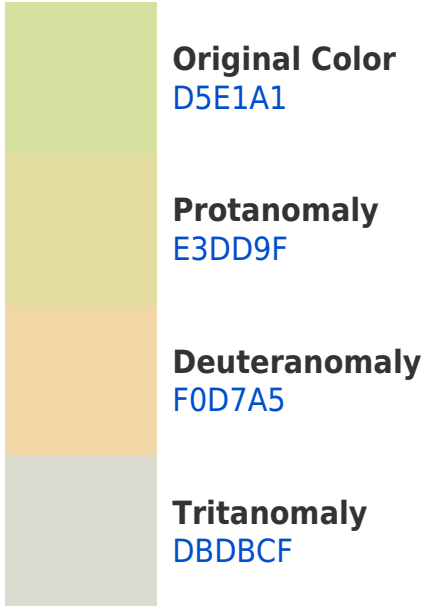 Original Color
D5E1A1
Protanomaly
E3DD9F
Deuteranomaly
F0D7A5
Tritanomaly
DBDBCF